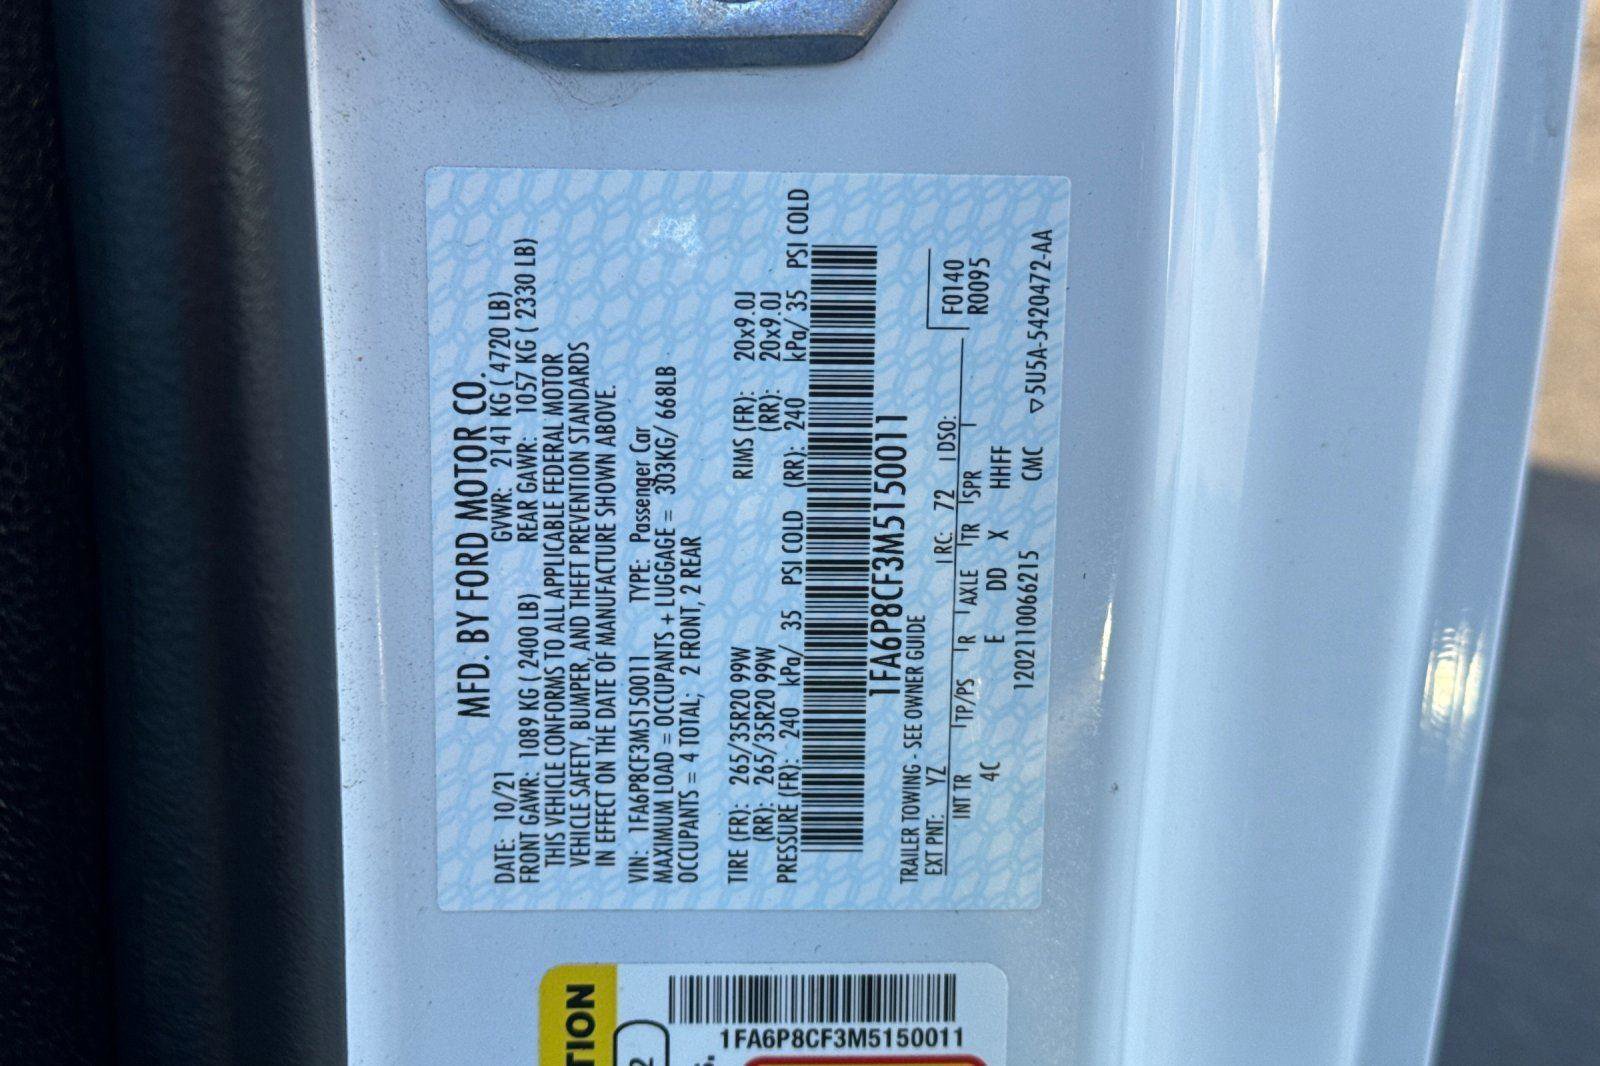 MFD. BY FORD MOTOR CO.
DATE: 10/21 GVWR: 2141 KG ( 4720 LB)
FRONT GAWR: 1089 KG ( 2400 LB) REAR GAWR: 1057 KG ( 2330 LB)
THIS VEHICLE CONFORMS TO ALL APPLICABLE FEDERAL MOTOR
VEHICLE SAFETY, BUMPER, AND THEFT PREVENTION STANDARDS
IN EFFECT ON THE DATE OF MANUFACTURE SHOWN ABOVE.
VIN: 1FA6P8CF3M5150011 TYPE: Passenger Car
MAXIMUM LOAD = OCCUPANTS + LUGGAGE = 303KG/ 668LB
OCCUPANTS = 4 TOTAL; 2 FRONT, 2 REAR
TIRE (FR): 265/35R20 99W RIMS (FR): 20x9.0J
(RR): 265/35R20 99W (RR): 20x9.0J
PRESSURE (FR): 240 kPa/ 35 PSI COLD (RR): 240 kPa/ 35 PSI COLD
1FA6P8CF3M5150011
TRAILER TOWING - SEE OWNER GUIDE
EXT PNT: YZ RC: 72 DSO: F0140
INT TR TP/PS R AXLE TR SPR R0095
4C E DD X HHFF
1202110066215 CMC ▽5U5A-5420472-AA
TION
1FA6P8CF3M5150011